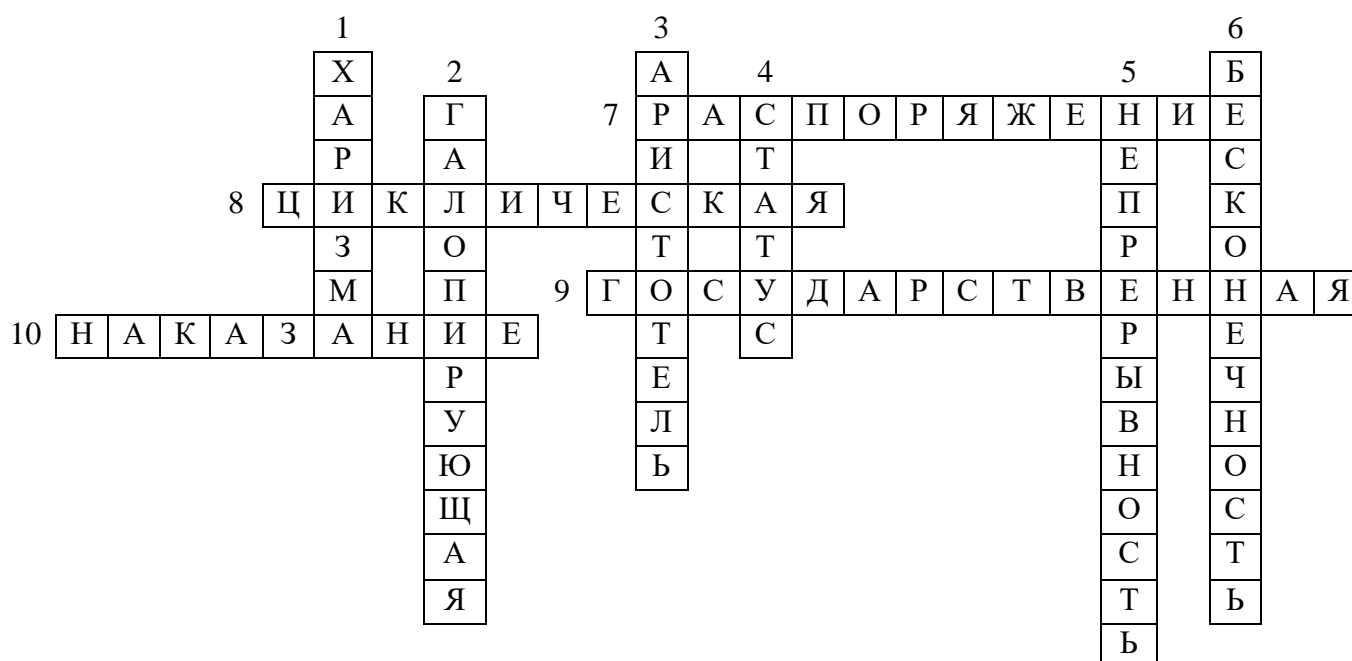 1 3 6
Х 2 А 4 5 Б
А Г 7 Р А С П О Р Я Ж Е Н И Е
Р А И Т Е С
8 Ц И К Л И Ч Е С К А Я П К
З О Т Т Р О
М П 9 Г О С У Д А Р С Т В Е Н Н А Я
10 Н А К А З А Н И Е Т С Р Е
Р Е Ы Ч
У Л В Н
Ю Ь Н О
Щ О С
А С Т
Я Т Ь
Ь